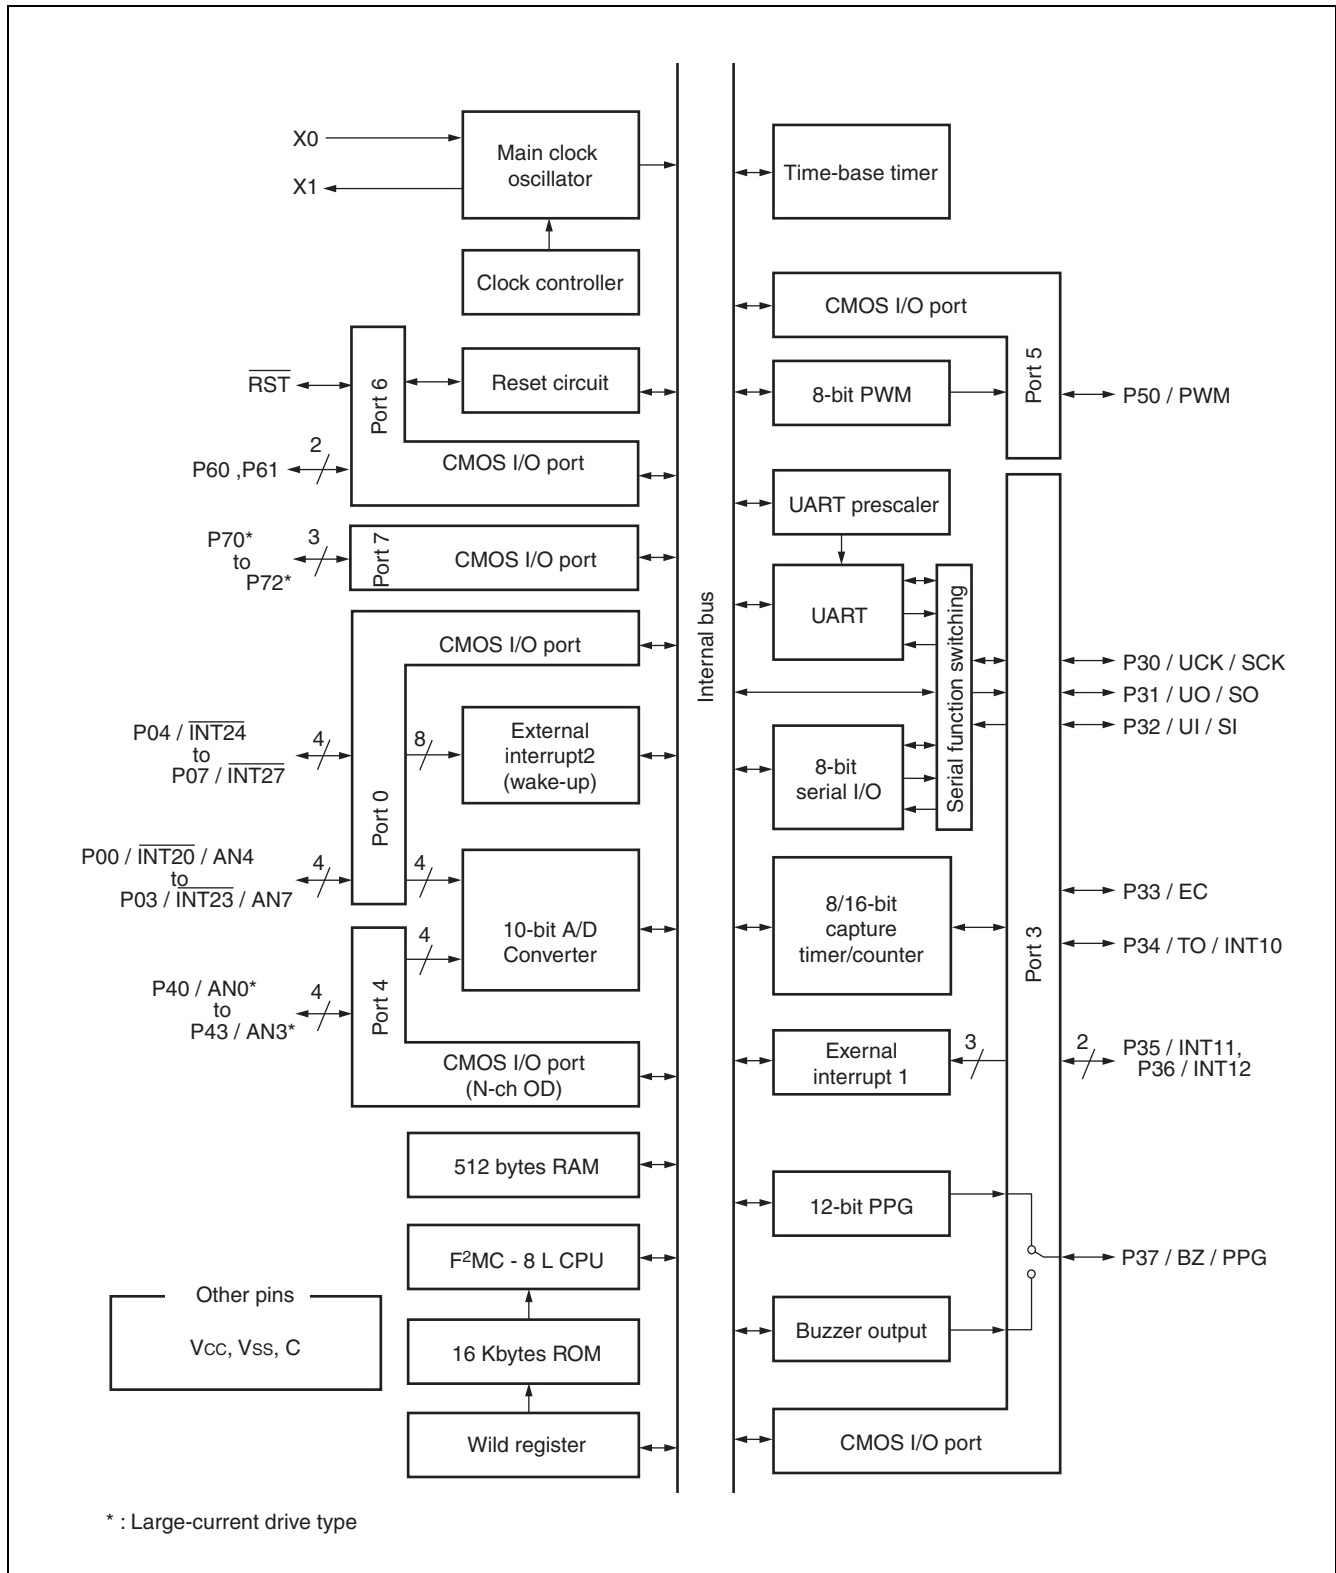 X0
X1
Main clock
oscillator
Clock controller
RST
Port 6
Reset circuit
2
P60 ,P61
CMOS I/O port
P70*
to
P72*
3
Port 7
CMOS I/O port
CMOS I/O port
P04 / INT24
to
P07 / INT27
4
Port 0
8
External
interrupt2
(wake-up)
P00 / INT20 / AN4
to
P03 / INT23 / AN7
4
4
10-bit A/D
Converter
4
P40 / AN0*
to
P43 / AN3*
4
Port 4
CMOS I/O port
(N-ch OD)
512 bytes RAM
F²MC - 8 L CPU
16 Kbytes ROM
Wild register
Other pins
VCC, VSS, C
Internal bus
Time-base timer
CMOS I/O port
Port 5
8-bit PWM
P50 / PWM
UART prescaler
UART
Serial function switching
8-bit
serial I/O
P30 / UCK / SCK
P31 / UO / SO
P32 / UI / SI
8/16-bit
capture
timer/counter
Port 3
P33 / EC
P34 / TO / INT10
Exernal
interrupt 1
3
2
P35 / INT11,
P36 / INT12
12-bit PPG
P37 / BZ / PPG
Buzzer output
CMOS I/O port
* : Large-current drive type